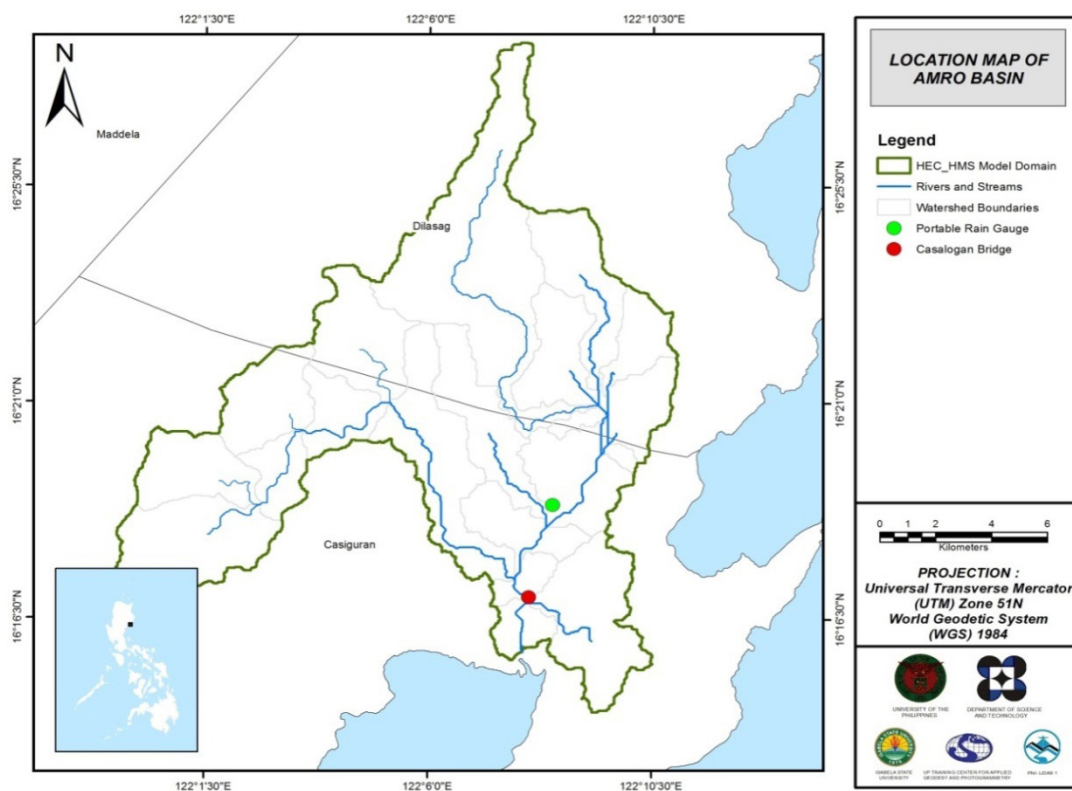 122°1'30"E
122°6'0"E
122°10'30"E
N
Maddela
Dilasag
Casiguran
16°25'30"N
16°21'0"N
16°16'30"N
16°25'30"N
16°21'0"N
16°16'30"N
122°1'30"E
122°6'0"E
122°10'30"E
LOCATION MAP OF
AMRO BASIN
Legend
HEC_HMS Model Domain
Rivers and Streams
Watershed Boundaries
Portable Rain Gauge
Casalogan Bridge
0 1 2 4 6
Kilometers
PROJECTION :
Universal Transverse Mercator
(UTM) Zone 51N
World Geodetic System
(WGS) 1984
UNIVERSITY OF THE
PHILIPPINES
DEPARTMENT OF SCIENCE
AND TECHNOLOGY
ISABELA STATE
UNIVERSITY
UP TRAINING CENTER FOR APPLIED
GEODESY AND PHOTOGRAMMETRY
PHIL-LIDAR 1